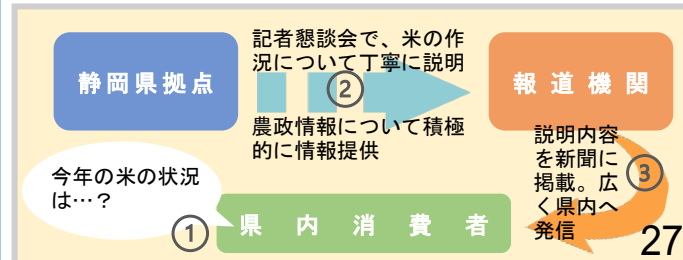 静岡県拠点
記者懇談会で、米の作
況について丁寧に説明
②
農政情報について積極
的に情報提供
報道機関
説明内容
を新聞に
掲載。広
く県内へ
発信
③
今年の米の状況
は…？
①
県内消費者
27